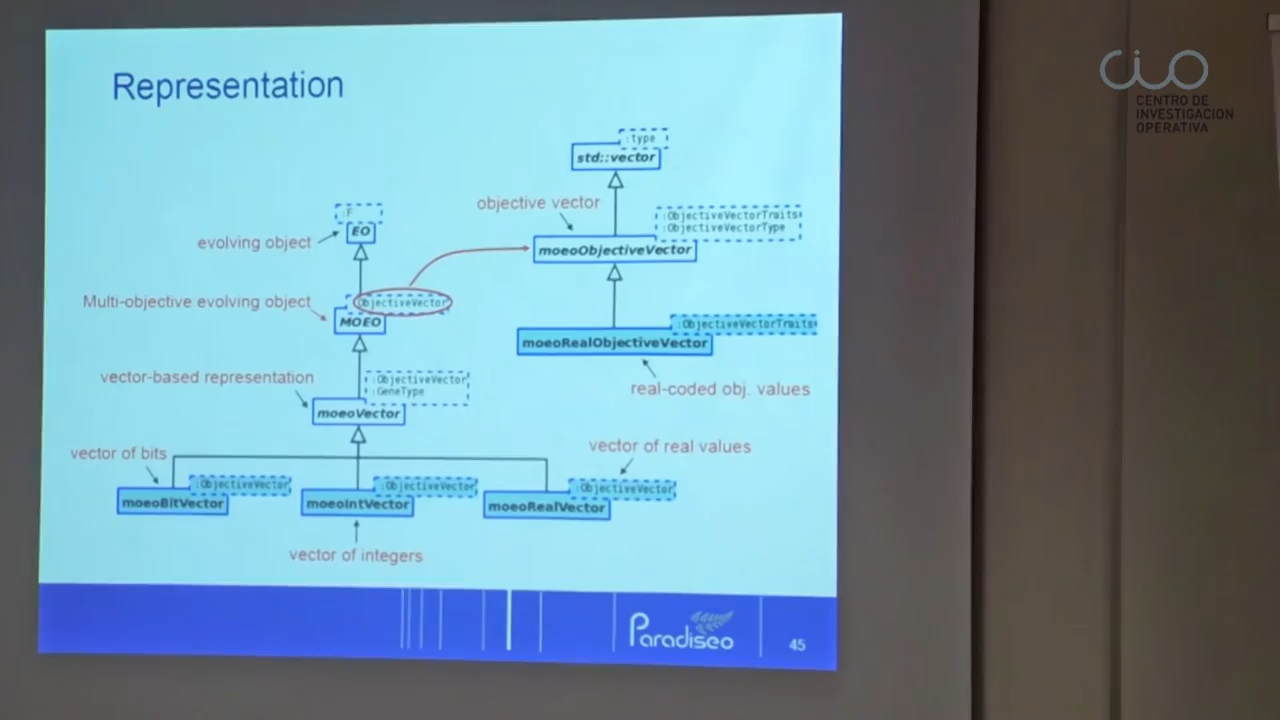 Representation
CIO
CENTRO DE
INVESTIGACION
OPERATIVA
:type
std::vector
objective vector
:ObjectiveVectorTraits
:ObjectiveVectorType
:F
EO
evolving object
moeoObjectiveVector
Multi-objective evolving object
ObjectiveVector
MOEO
:ObjectiveVectorTraits
moeoRealObjectiveVector
vector-based representation
:ObjectiveVector
:GeneType
real-coded obj. values
moeoVector
vector of bits
vector of real values
:ObjectiveVector
:ObjectiveVector
:ObjectiveVector
moeoBitVector
moeoIntVector
moeoRealVector
vector of integers
Paradiseo
45